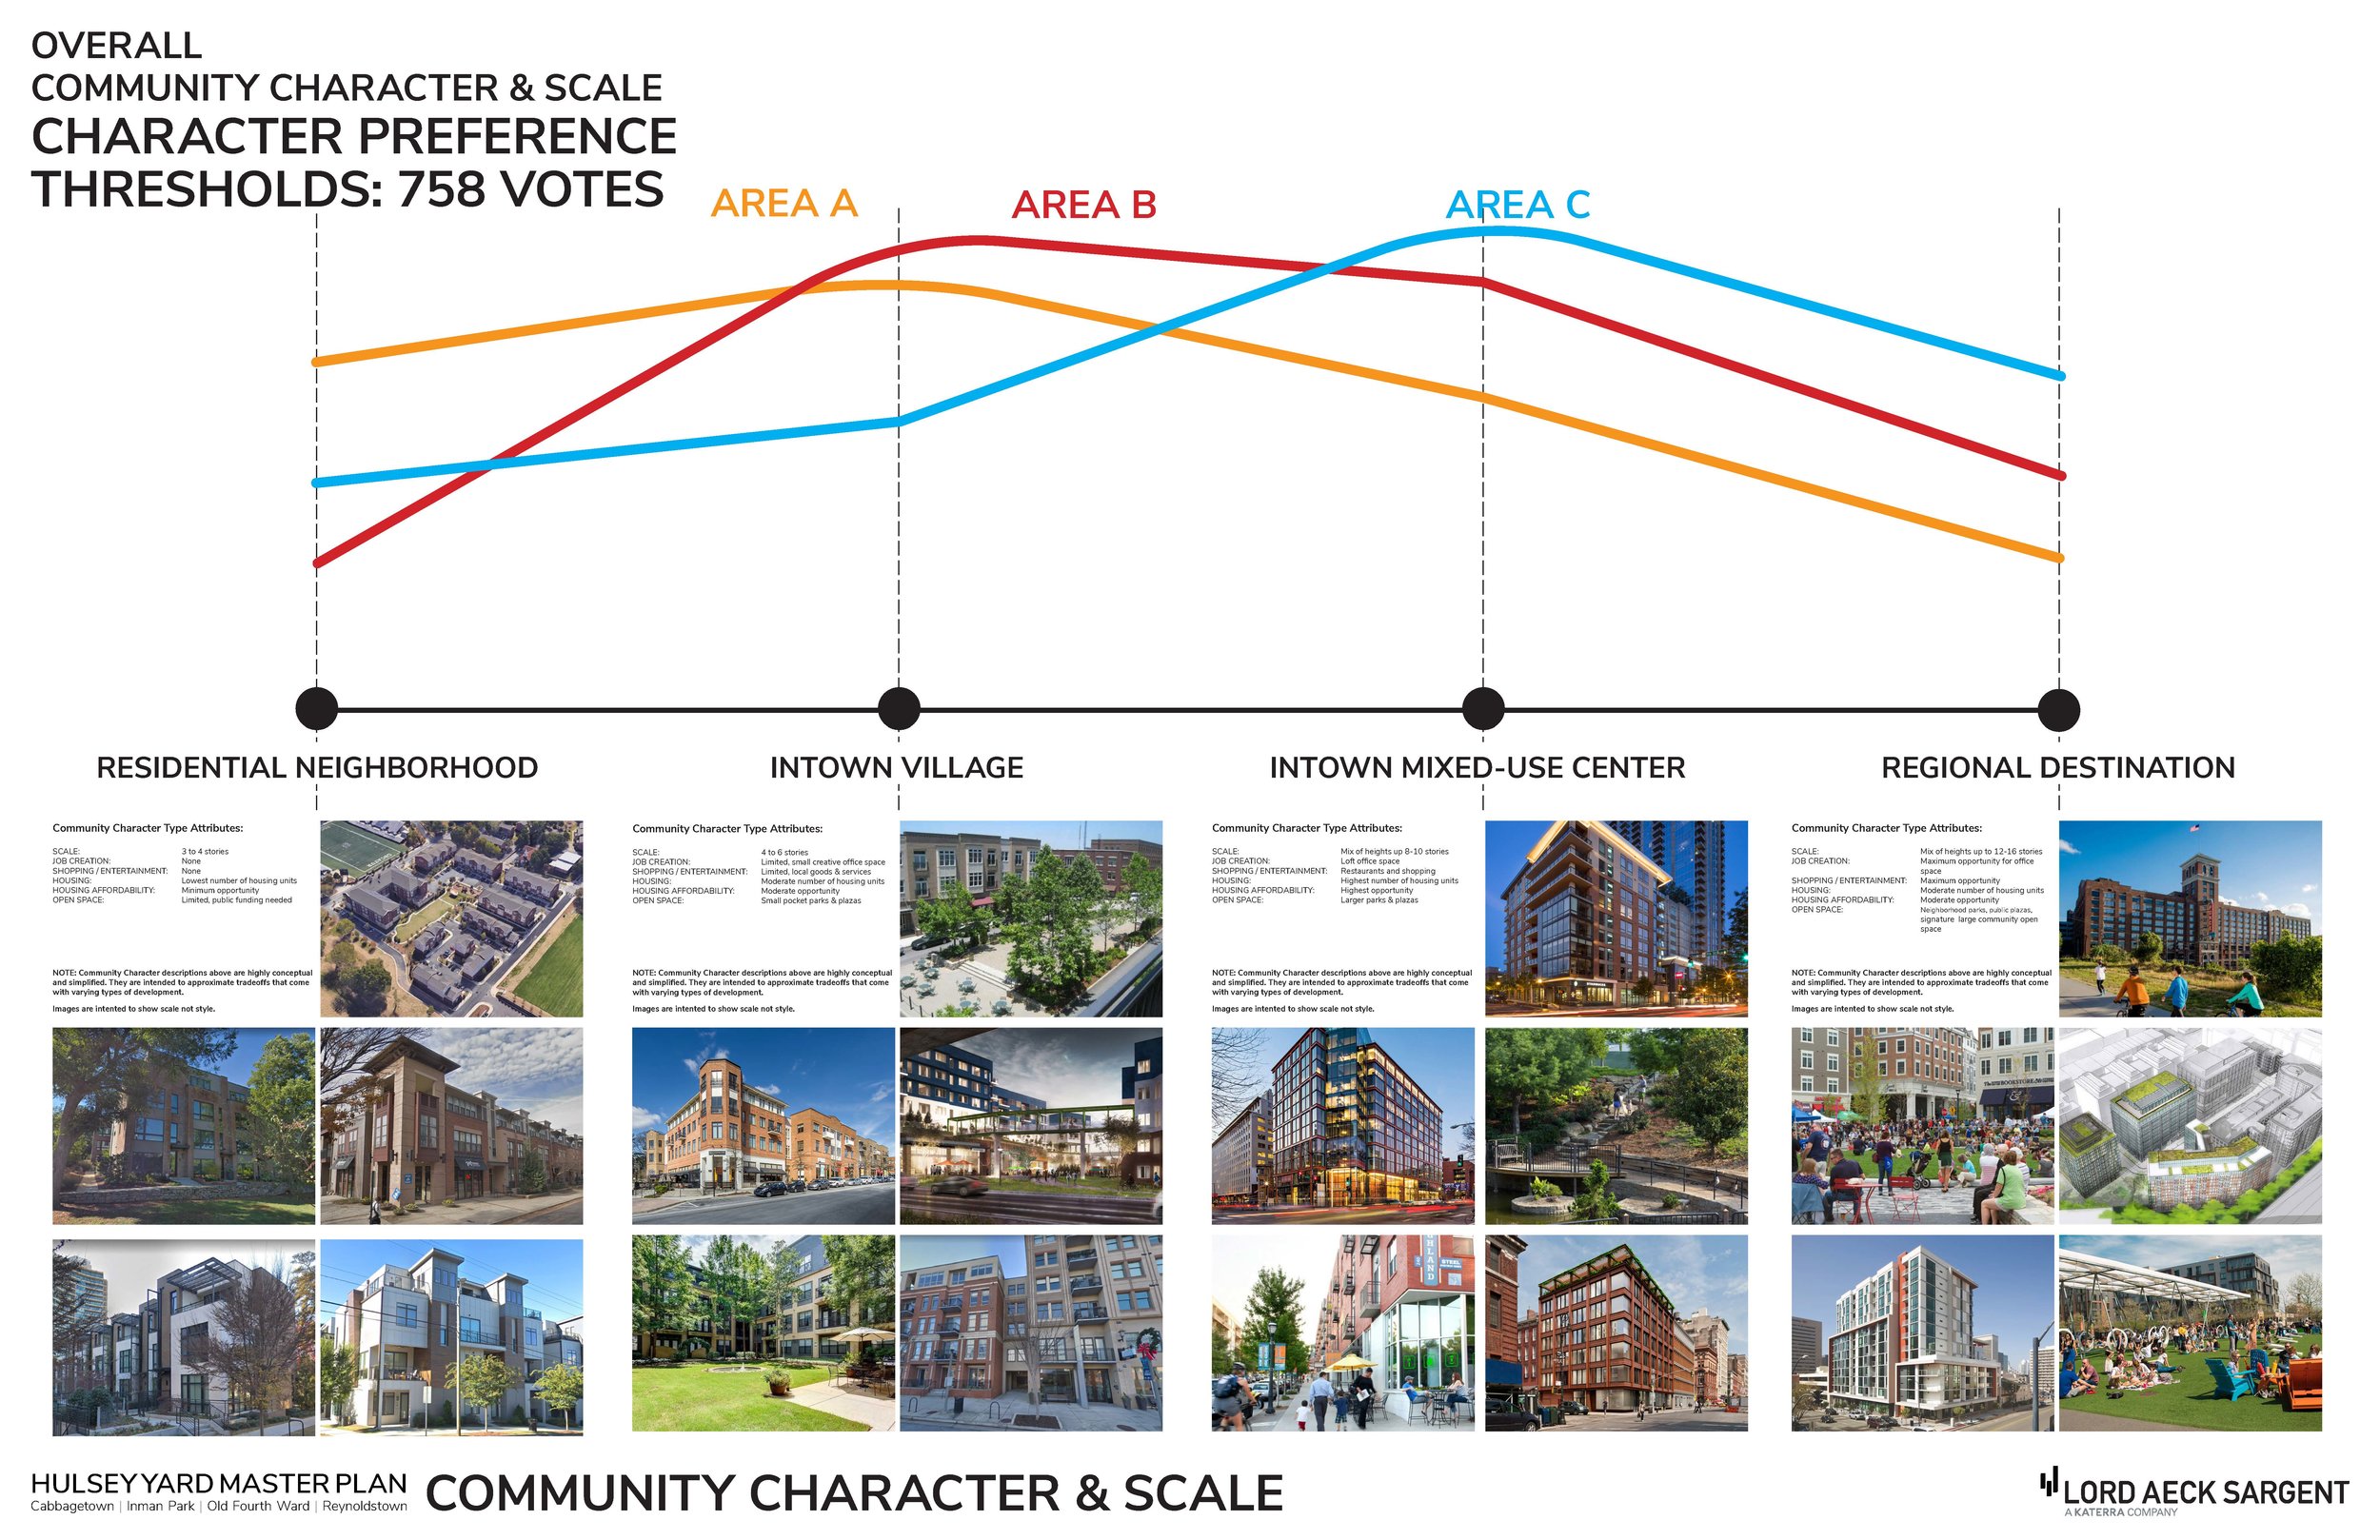 OVERALL
COMMUNITY CHARACTER & SCALE
CHARACTER PREFERENCE
THRESHOLDS: 758 VOTES
AREA A
AREA B
AREA C
RESIDENTIAL NEIGHBORHOOD
INTOWN VILLAGE
INTOWN MIXED-USE CENTER
REGIONAL DESTINATION
Community Character Type Attributes:
SCALE: 3 to 4 stories
JOB CREATION: None
SHOPPING / ENTERTAINMENT: None
HOUSING: Lowest number of housing units
HOUSING AFFORDABILITY: Minimum opportunity
OPEN SPACE: Limited, public funding needed
NOTE: Community Character descriptions above are highly conceptual
and simplified. They are intended to approximate tradeoffs that come
with varying types of development.
Images are intented to show scale not style.
Community Character Type Attributes:
SCALE: 4 to 6 stories
JOB CREATION: Limited, small creative office space
SHOPPING / ENTERTAINMENT: Limited, local goods & services
HOUSING: Moderate number of housing units
HOUSING AFFORDABILITY: Moderate opportunity
OPEN SPACE: Small pocket parks & plazas
NOTE: Community Character descriptions above are highly conceptual
and simplified. They are intended to approximate tradeoffs that come
with varying types of development.
Images are intented to show scale not style.
Community Character Type Attributes:
SCALE: Mix of heights up 8-10 stories
JOB CREATION: Loft office space
SHOPPING / ENTERTAINMENT: Restaurants and shopping
HOUSING: Highest number of housing units
HOUSING AFFORDABILITY: Highest opportunity
OPEN SPACE: Larger parks & plazas
NOTE: Community Character descriptions above are highly conceptual
and simplified. They are intended to approximate tradeoffs that come
with varying types of development.
Images are intented to show scale not style.
Community Character Type Attributes:
SCALE: Mix of heights up to 12-16 stories
JOB CREATION: Maximum opportunity for office
space
SHOPPING / ENTERTAINMENT: Maximum opportunity
HOUSING: Moderate number of housing units
HOUSING AFFORDABILITY: Moderate opportunity
OPEN SPACE: Neighborhood parks, public plazas,
signature large community open
space
NOTE: Community Character descriptions above are highly conceptual
and simplified. They are intended to approximate tradeoffs that come
with varying types of development.
Images are intented to show scale not style.
HLAND
STEEL
HULSEY YARD MASTER PLAN
Cabbagetown | Inman Park | Old Fourth Ward | Reynoldstown
COMMUNITY CHARACTER & SCALE
LORD AECK SARGENT
A KATERRA COMPANY